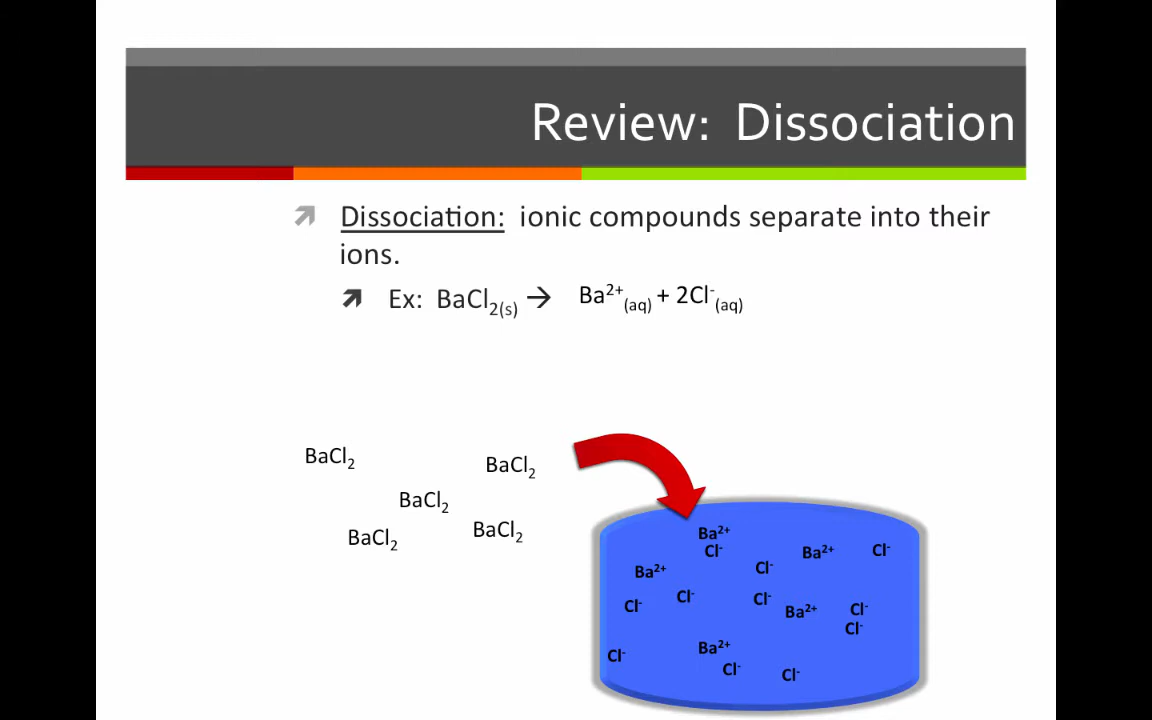 Review: Dissociation
Dissociation: ionic compounds separate into their
ions.
Ex: BaCl₂₍ₛ₎ → Ba²⁺(aq) + 2Cl⁻(aq)
BaCl₂
BaCl₂
BaCl₂
BaCl₂
BaCl₂
Ba²⁺
Cl⁻
Ba²⁺
Cl⁻
Cl⁻
Ba²⁺
Cl⁻
Cl⁻
Cl⁻
Ba²⁺
Cl⁻
Cl⁻
Ba²⁺
Cl⁻
Cl⁻
Cl⁻